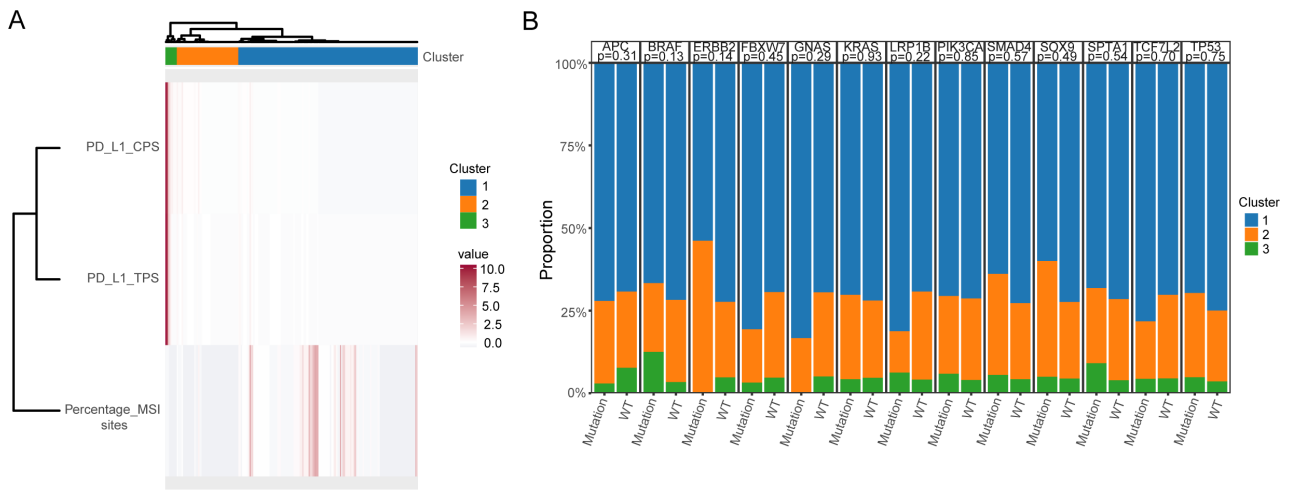 A
Cluster
PD_L1_CPS
PD_L1_TPS
Percentage_MSI
sites
Cluster
1
2
3
value
10.0
7.5
5.0
2.5
0.0
B
APC BRAF ERBB2 FBXW7 GNAS KRAS LRP1B PIK3CA SMAD4 SOX9 SPTA1 TCF7L2 TP53
p=0.31 p=0.13 p=0.14 p=0.45 p=0.29 p=0.93 p=0.22 p=0.85 p=0.57 p=0.49 p=0.54 p=0.70 p=0.75
100%
75%
50%
25%
0%
Proportion
Mutation WT Mutation WT Mutation WT Mutation WT Mutation WT Mutation WT Mutation WT Mutation WT Mutation WT Mutation WT Mutation WT Mutation WT Mutation WT
Cluster
1
2
3